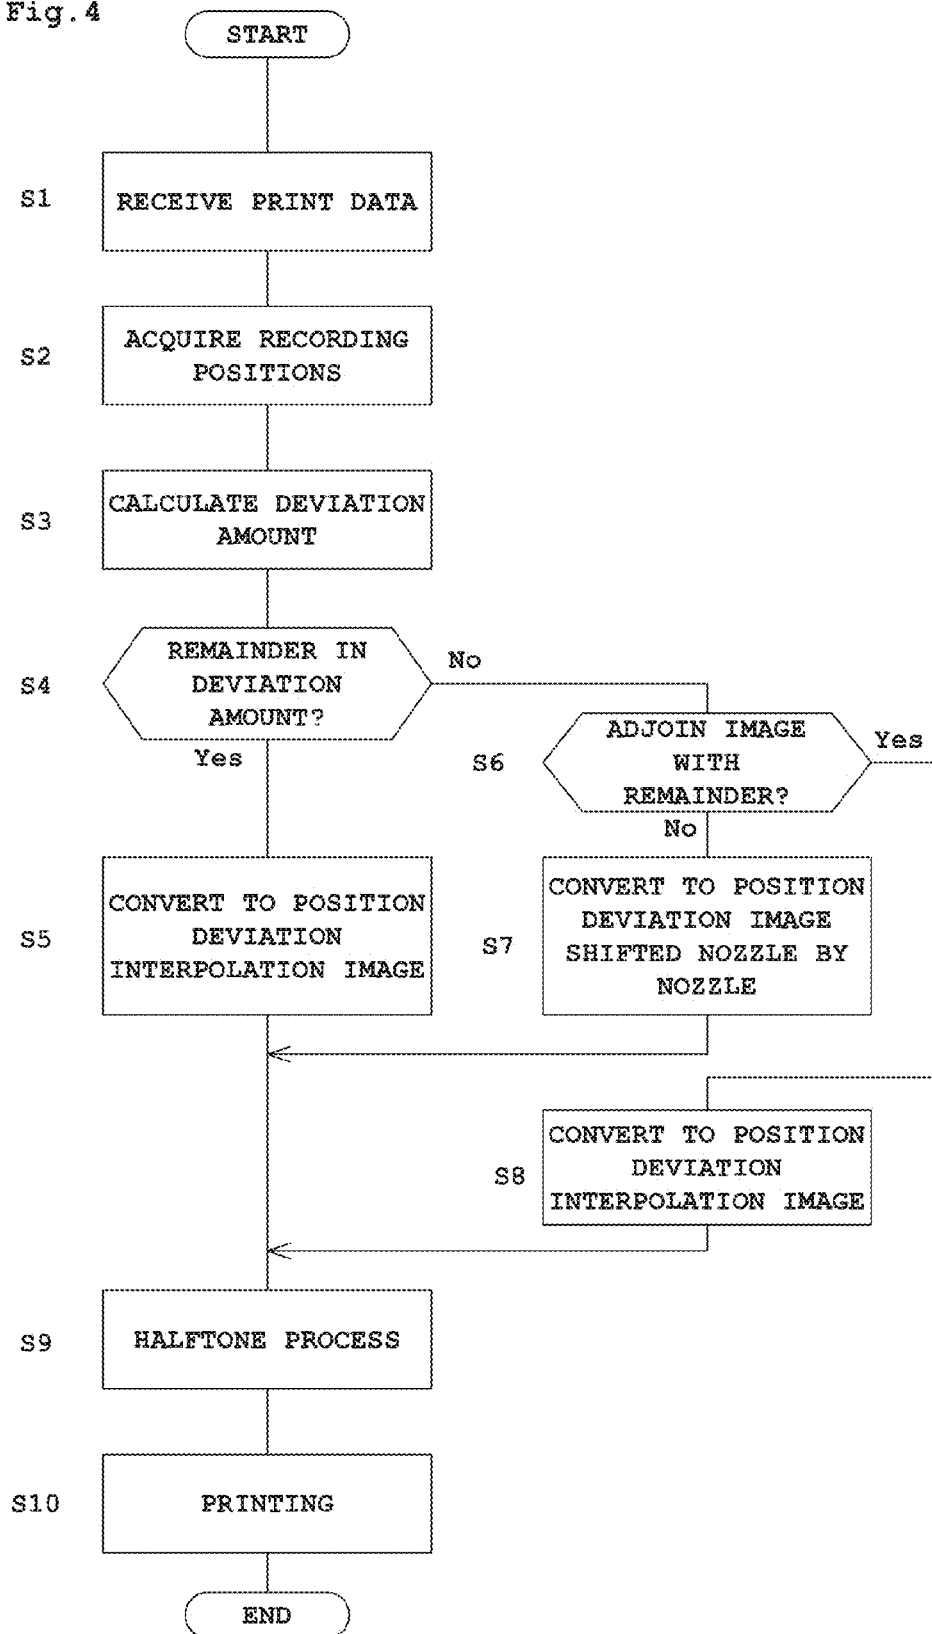 Fig.4
START
S1
RECEIVE PRINT DATA
S2
ACQUIRE RECORDING
POSITIONS
S3
CALCULATE DEVIATION
AMOUNT
S4
REMAINDER IN
DEVIATION
AMOUNT?
No
Yes
S6
ADJOIN IMAGE
WITH
REMAINDER?
Yes
No
S5
CONVERT TO POSITION
DEVIATION
INTERPOLATION IMAGE
S7
CONVERT TO POSITION
DEVIATION IMAGE
SHIFTED NOZZLE BY
NOZZLE
S8
CONVERT TO POSITION
DEVIATION
INTERPOLATION IMAGE
S9
HALFTONE PROCESS
S10
PRINTING
END